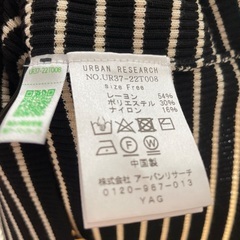 URBAN RESEARCH
NO.UR37-22T008
size Free
レーヨン 54%
ポリエステル 30%
ナイロン 16%
中国製
株式会社 アーバンリサーチ
0120-967-013
YAG
UR37-22T008